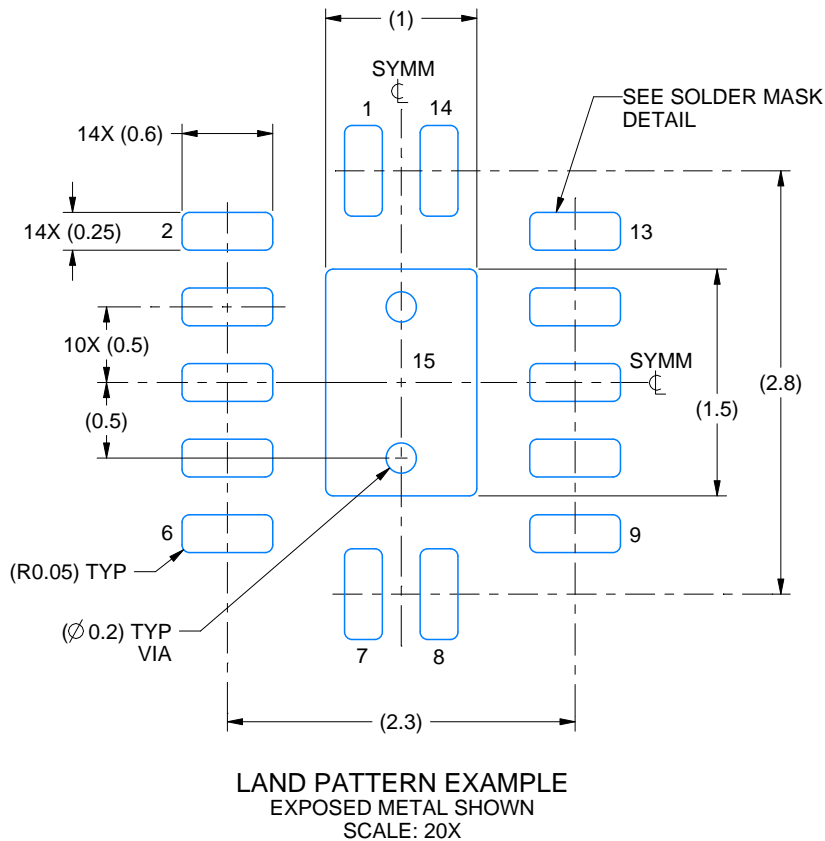 (1)
SYMM
℄
1
14
SEE SOLDER MASK
DETAIL
14X (0.6)
14X (0.25)
2
13
10X (0.5)
15
SYMM
℄
(2.8)
(0.5)
(1.5)
6
9
(R0.05) TYP
(∅ 0.2) TYP
VIA
7
8
(2.3)
LAND PATTERN EXAMPLE
EXPOSED METAL SHOWN
SCALE: 20X